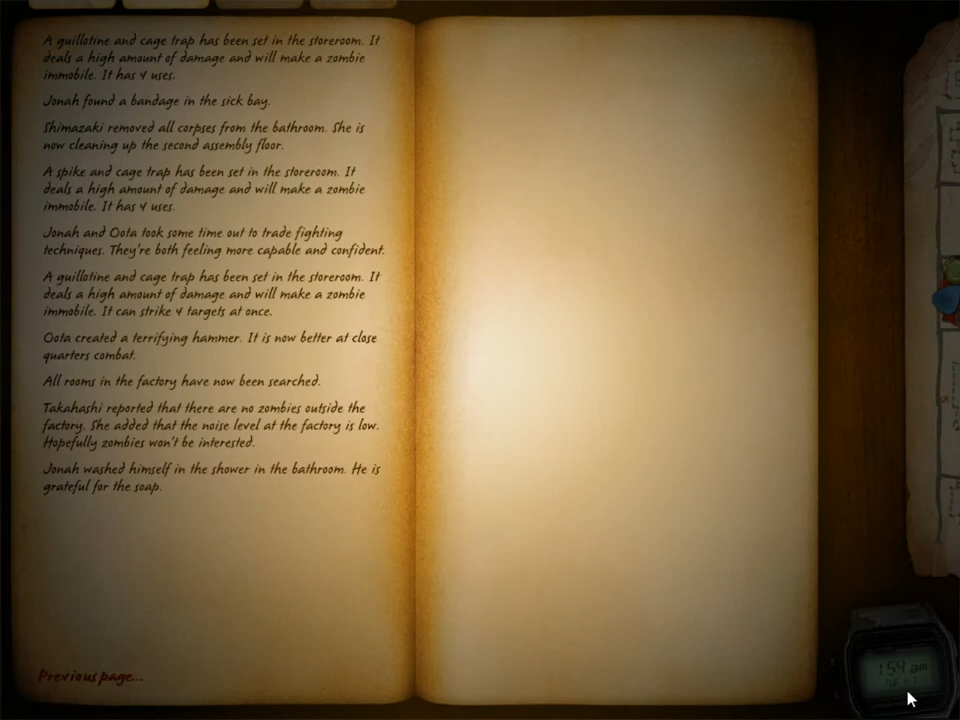 A guillotine and cage trap has been set in the storeroom. It
deals a high amount of damage and will make a zombie
immobile. It has 4 uses.
Jonah found a bandage in the sick bay.
Shimazaki removed all corpses from the bathroom. She is
now cleaning up the second assembly floor.
A spike and cage trap has been set in the storeroom. It
deals a high amount of damage and will make a zombie
immobile. It has 4 uses.
Jonah and Oota took some time out to trade fighting
techniques. They're both feeling more capable and confident.
A guillotine and cage trap has been set in the storeroom. It
deals a high amount of damage and will make a zombie
immobile. It can strike 4 targets at once.
Oota created a terrifying hammer. It is now better at close
quarters combat.
All rooms in the factory have now been searched.
Takahashi reported that there are no zombies outside the
factory. She added that the noise level at the factory is low.
Hopefully zombies won't be interested.
Jonah washed himself in the shower in the bathroom. He is
grateful for the soap.
Previous page...
1:54 am